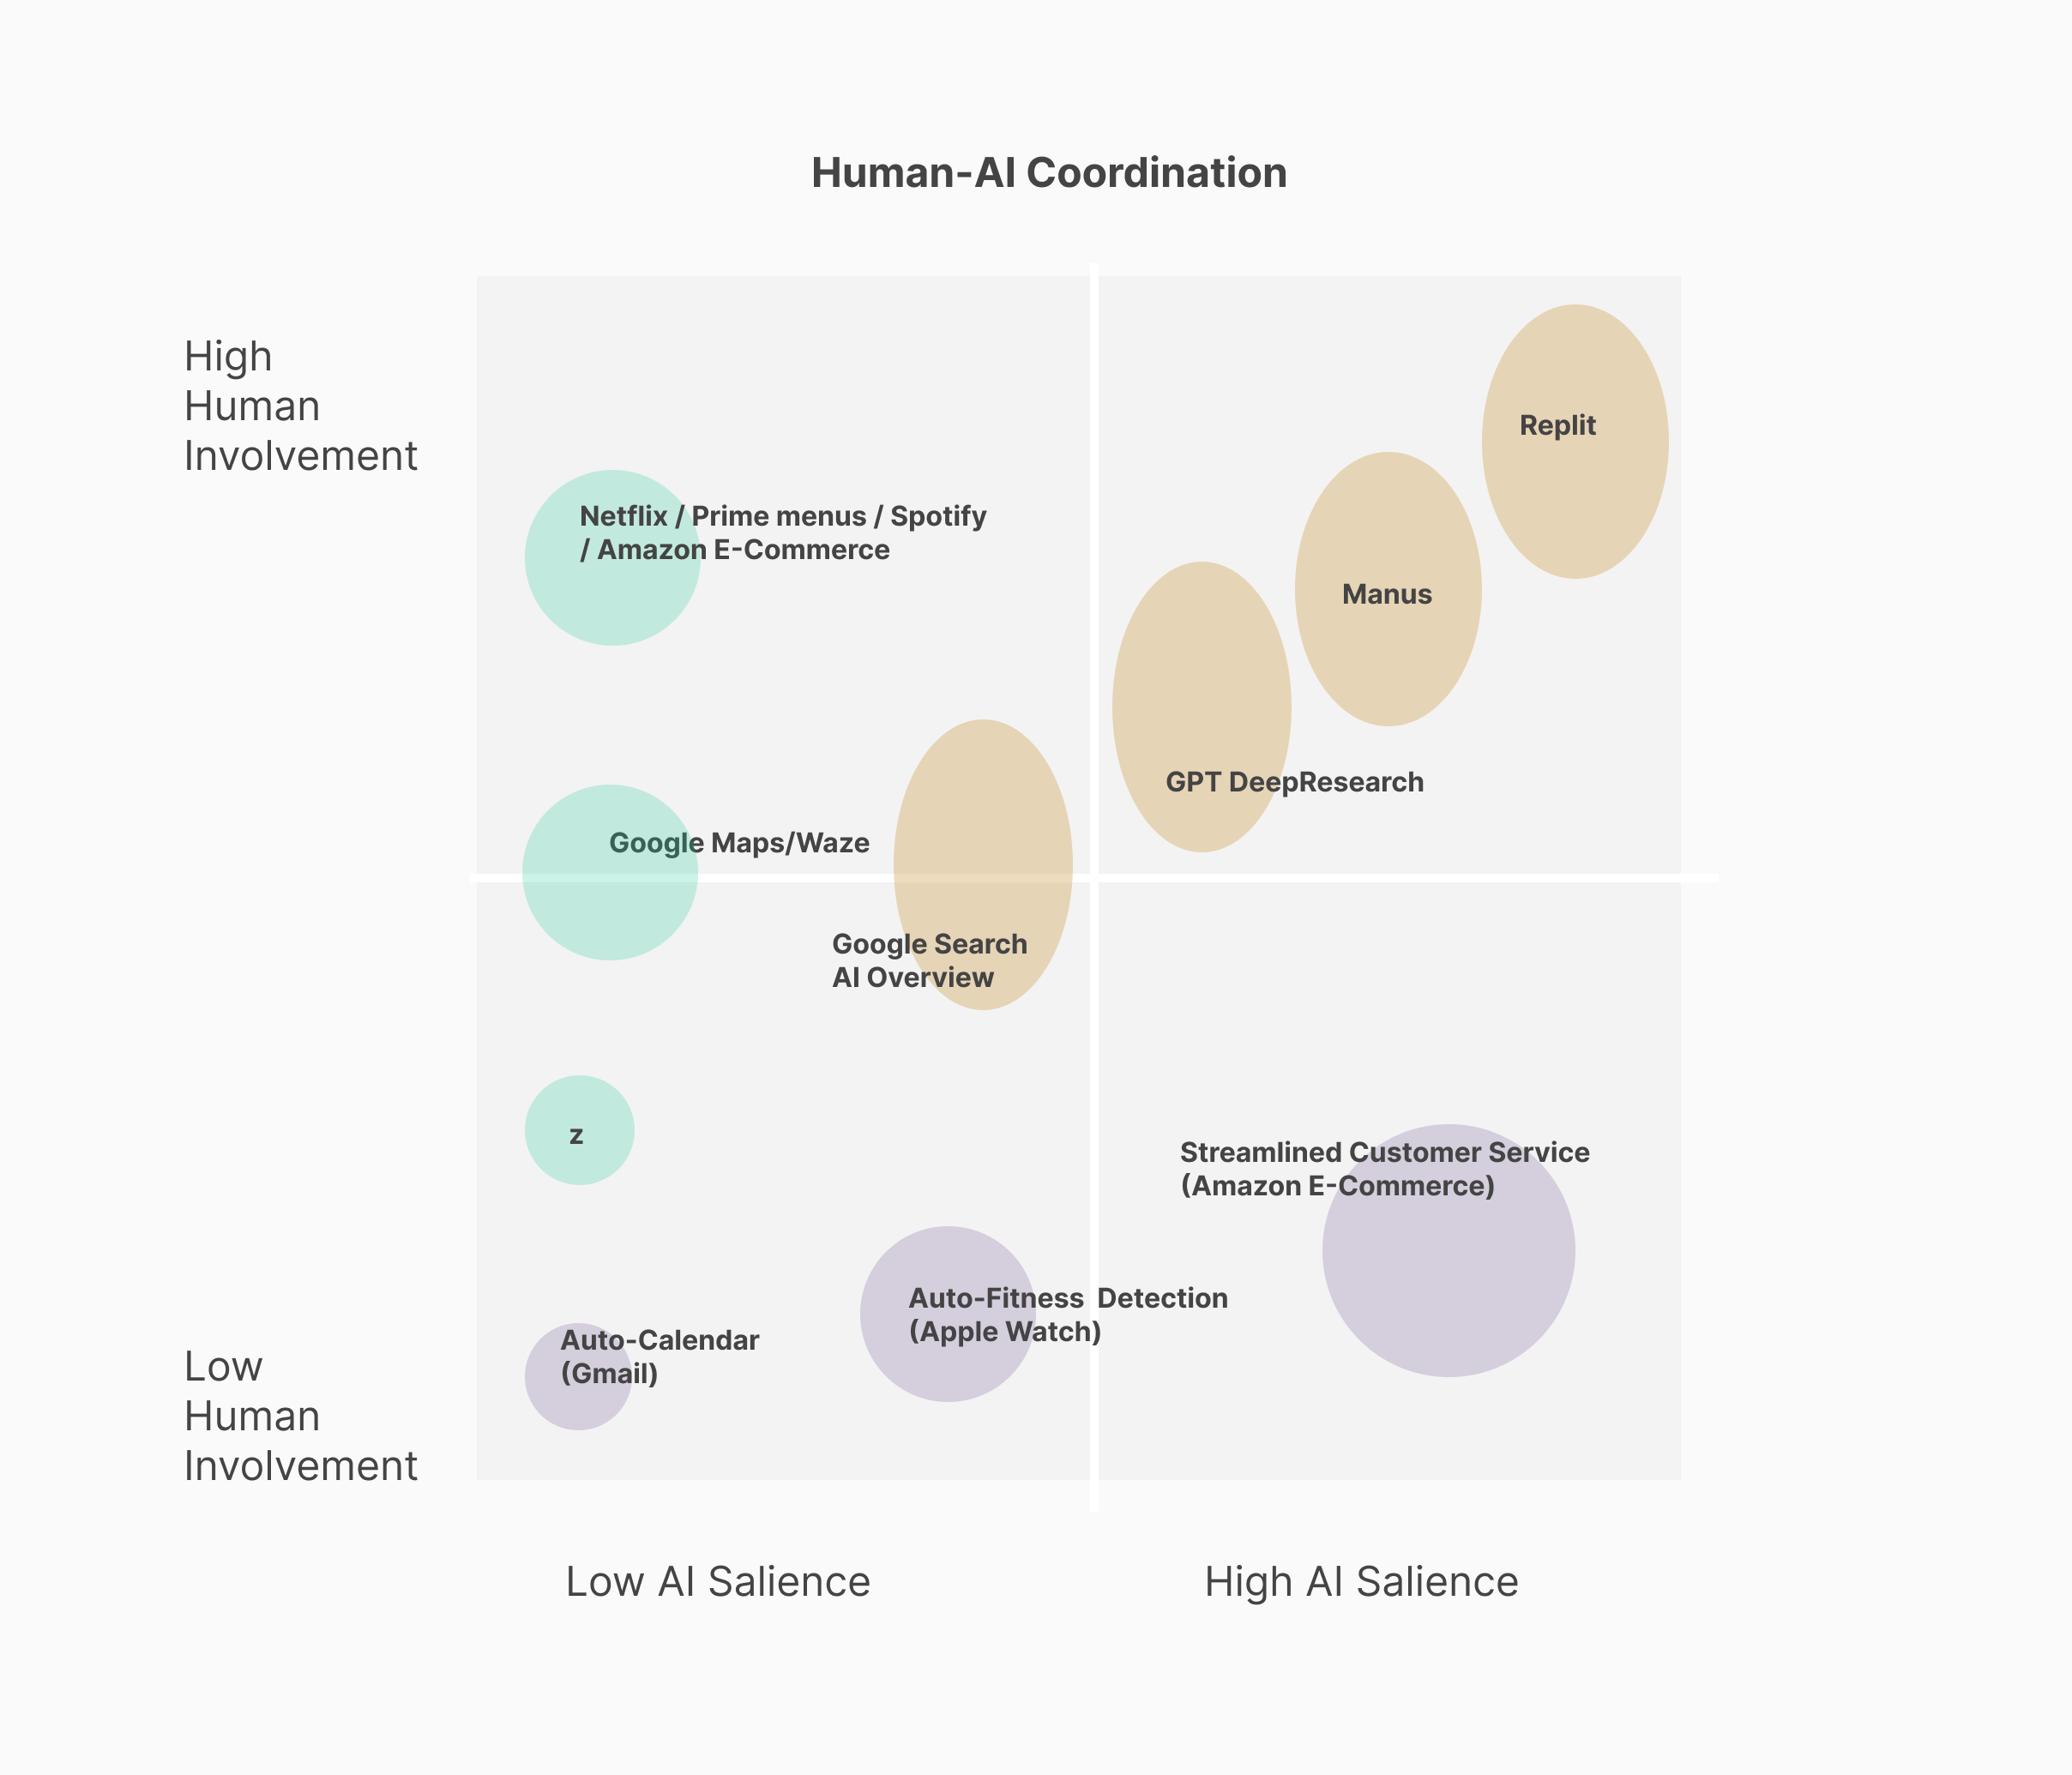 Human-AI Coordination
High
Human
Involvement
Replit
Netflix / Prime menus / Spotify
/ Amazon E-Commerce
Manus
GPT DeepResearch
Google Maps/Waze
Google Search
AI Overview
z
Streamlined Customer Service
(Amazon E-Commerce)
Auto-Fitness Detection
(Apple Watch)
Auto-Calendar
(Gmail)
Low
Human
Involvement
Low AI Salience
High AI Salience